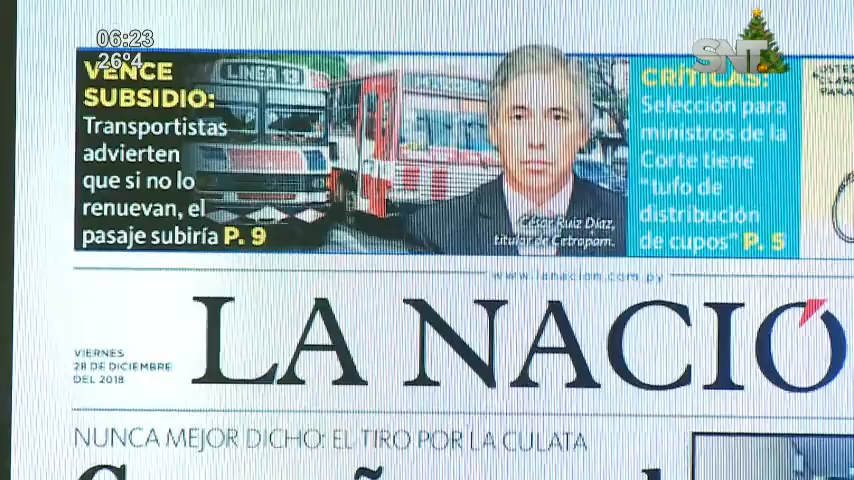 06:23
26°4
SNT
VENCE
SUBSIDIO:
Transportistas
advierten
que si no lo
renuevan, el
pasaje subiría P. 9
LINEA 13
César Ruiz Díaz,
titular de Cetrapam.
CRÍTICAS:
Selección para
ministros de la
Corte tiene
"tufo de
distribución
de cupos" P. 5
PARA
www.lanacion.com.py
VIERNES
28 DE DICIEMBRE
DEL 2018
LA NACIÓ
NUNCA MEJOR DICHO: EL TIRO POR LA CULATA